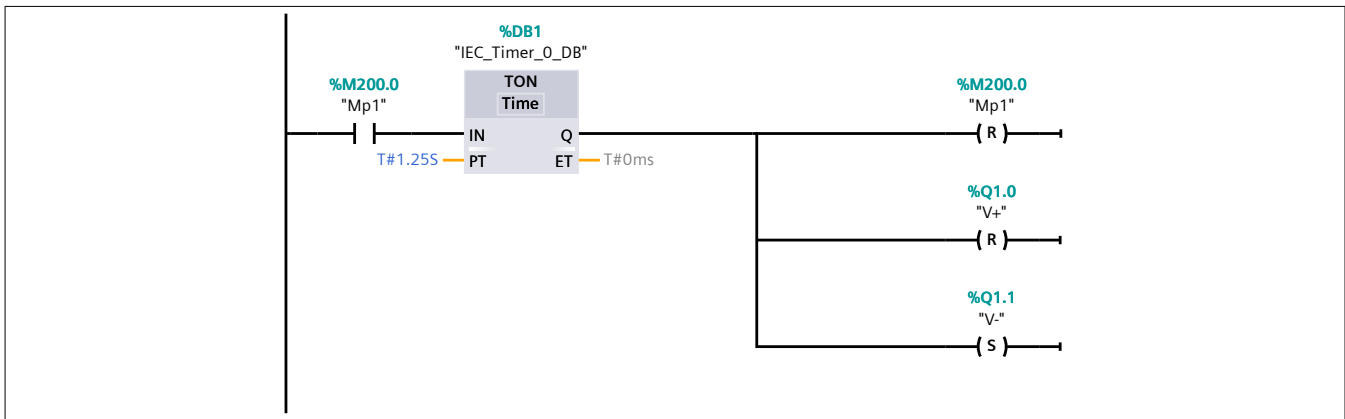 %DB1
"IEC_Timer_0_DB"
%M200.0
"Mp1"
TON
Time
IN
Q
T#1.25S
PT
ET
T#0ms
%M200.0
"Mp1"
R
%Q1.0
"V+"
R
%Q1.1
"V-"
S